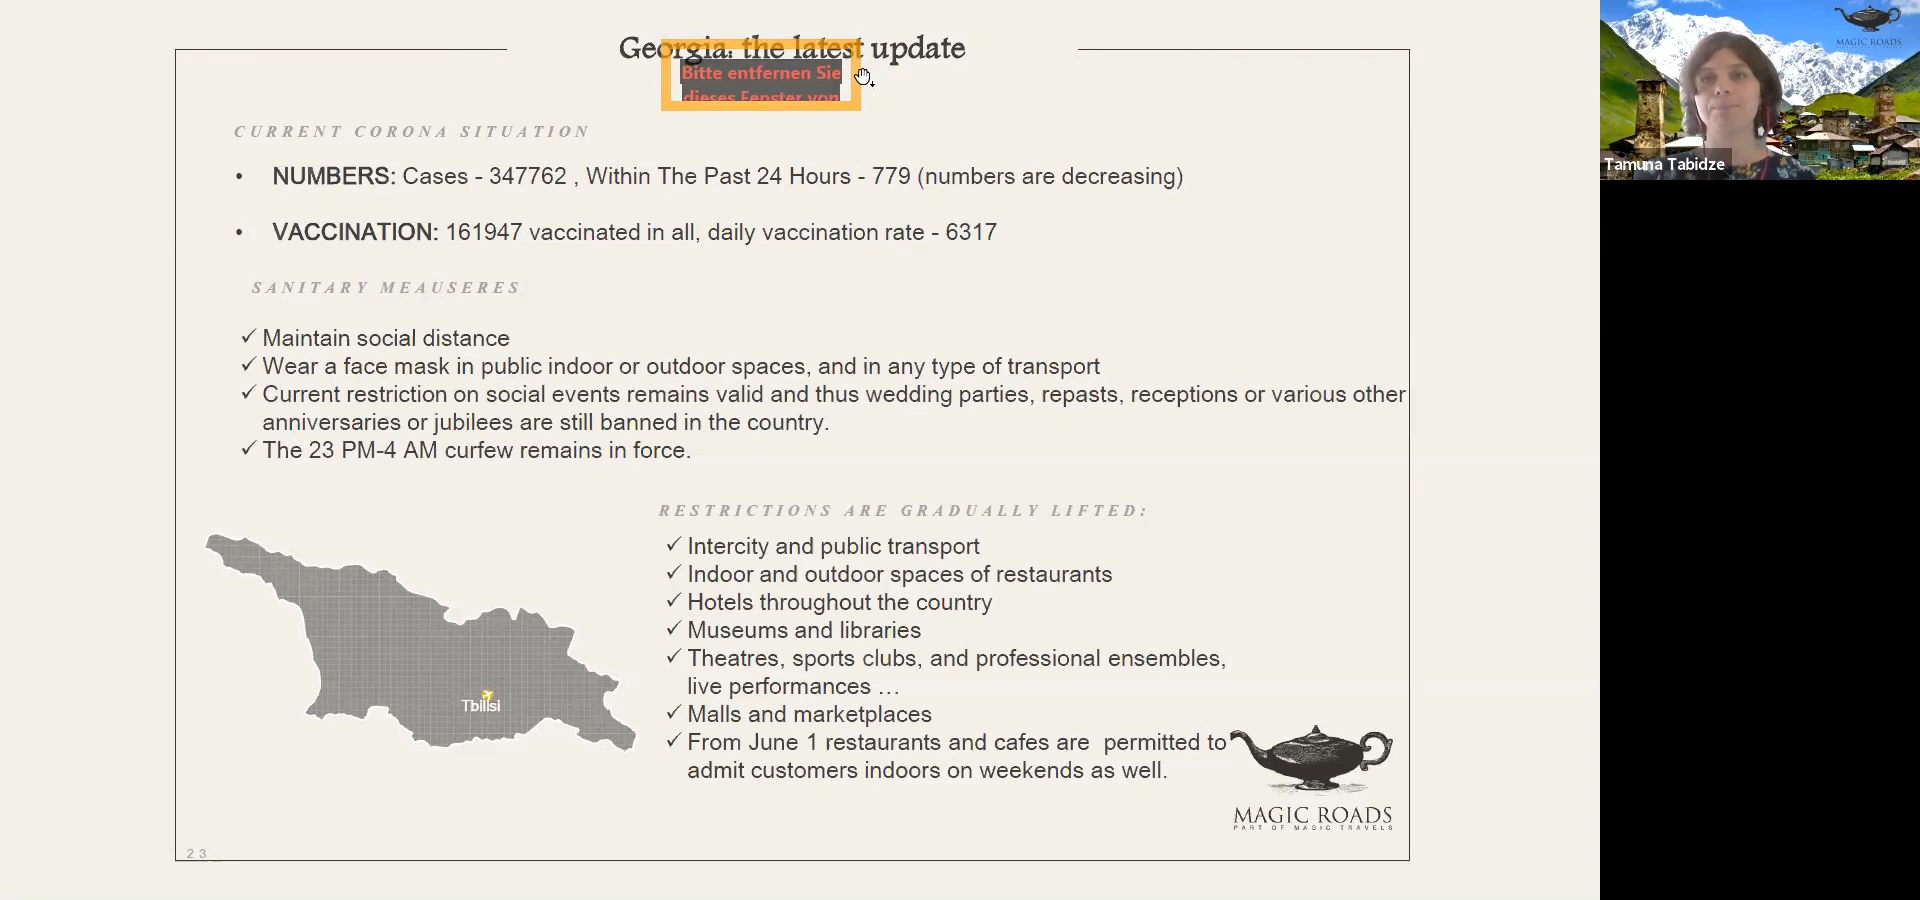 Georgia: the latest update
Bitte entfernen Sie
dieses Fenster von
CURRENT CORONA SITUATION
• NUMBERS: Cases - 347762 , Within The Past 24 Hours - 779 (numbers are decreasing)
• VACCINATION: 161947 vaccinated in all, daily vaccination rate - 6317
SANITARY MEAUSERES
✓ Maintain social distance
✓ Wear a face mask in public indoor or outdoor spaces, and in any type of transport
✓ Current restriction on social events remains valid and thus wedding parties, repasts, receptions or various other
anniversaries or jubilees are still banned in the country.
✓ The 23 PM-4 AM curfew remains in force.
RESTRICTIONS ARE GRADUALLY LIFTED:
✓ Intercity and public transport
✓ Indoor and outdoor spaces of restaurants
✓ Hotels throughout the country
✓ Museums and libraries
✓ Theatres, sports clubs, and professional ensembles,
live performances …
✓ Malls and marketplaces
✓ From June 1 restaurants and cafes are permitted to
admit customers indoors on weekends as well.
Tbilisi
MAGIC ROADS
PART OF MAGIC TRAVELS
23
MAGIC ROADS
Tamuna Tabidze